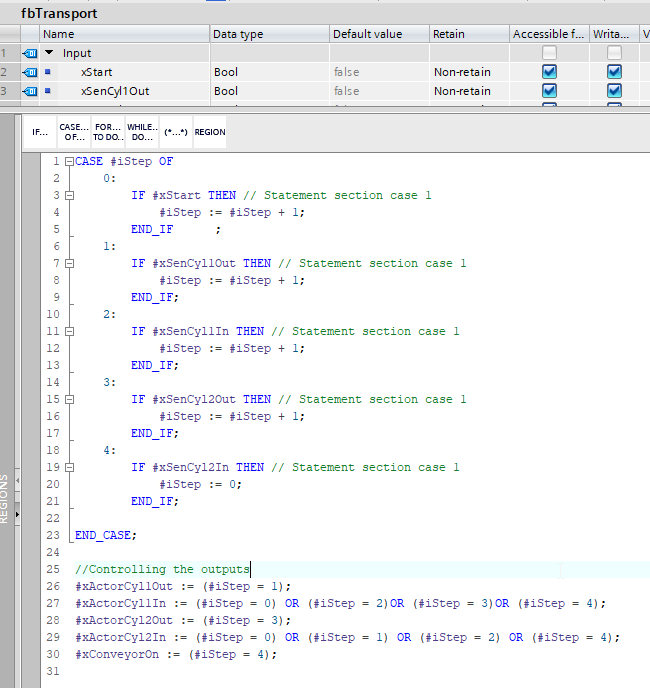 fbTransport
Name Data type Default value Retain Accessible f... Writa... V
1 Input
2 xStart Bool false Non-retain
3 xSenCyl1Out Bool false Non-retain
IF... CASE... OF... FOR... TO DO... WHILE... DO... (*...*) REGION
1 CASE #iStep OF
2 0:
3 IF #xStart THEN // Statement section case 1
4 #iStep := #iStep + 1;
5 END_IF ;
6 1:
7 IF #xSenCyl1Out THEN // Statement section case 1
8 #iStep := #iStep + 1;
9 END_IF;
10 2:
11 IF #xSenCyl1In THEN // Statement section case 1
12 #iStep := #iStep + 1;
13 END_IF;
14 3:
15 IF #xSenCyl2Out THEN // Statement section case 1
16 #iStep := #iStep + 1;
17 END_IF;
18 4:
19 IF #xSenCyl2In THEN // Statement section case 1
20 #iStep := 0;
21 END_IF;
22
23 END_CASE;
24
25 //Controlling the outputs
26 #xActorCyl1Out := (#iStep = 1);
27 #xActorCyl1In := (#iStep = 0) OR (#iStep = 2)OR (#iStep = 3)OR (#iStep = 4);
28 #xActorCyl2Out := (#iStep = 3);
29 #xActorCyl2In := (#iStep = 0) OR (#iStep = 1) OR (#iStep = 2) OR (#iStep = 4);
30 #xConveyorOn := (#iStep = 4);
31
REGIONS